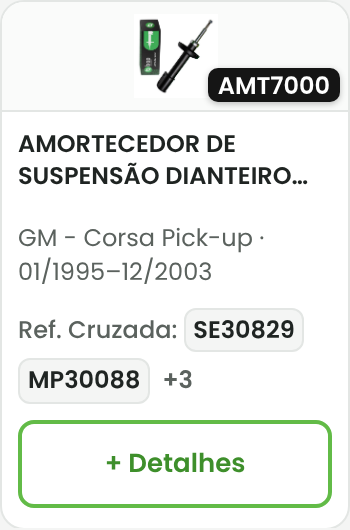 AMT7000
AMORTECEDOR DE
SUSPENSÃO DIANTEIRO...
GM - Corsa Pick-up ·
01/1995–12/2003
Ref. Cruzada: SE30829
MP30088 +3
+ Detalhes